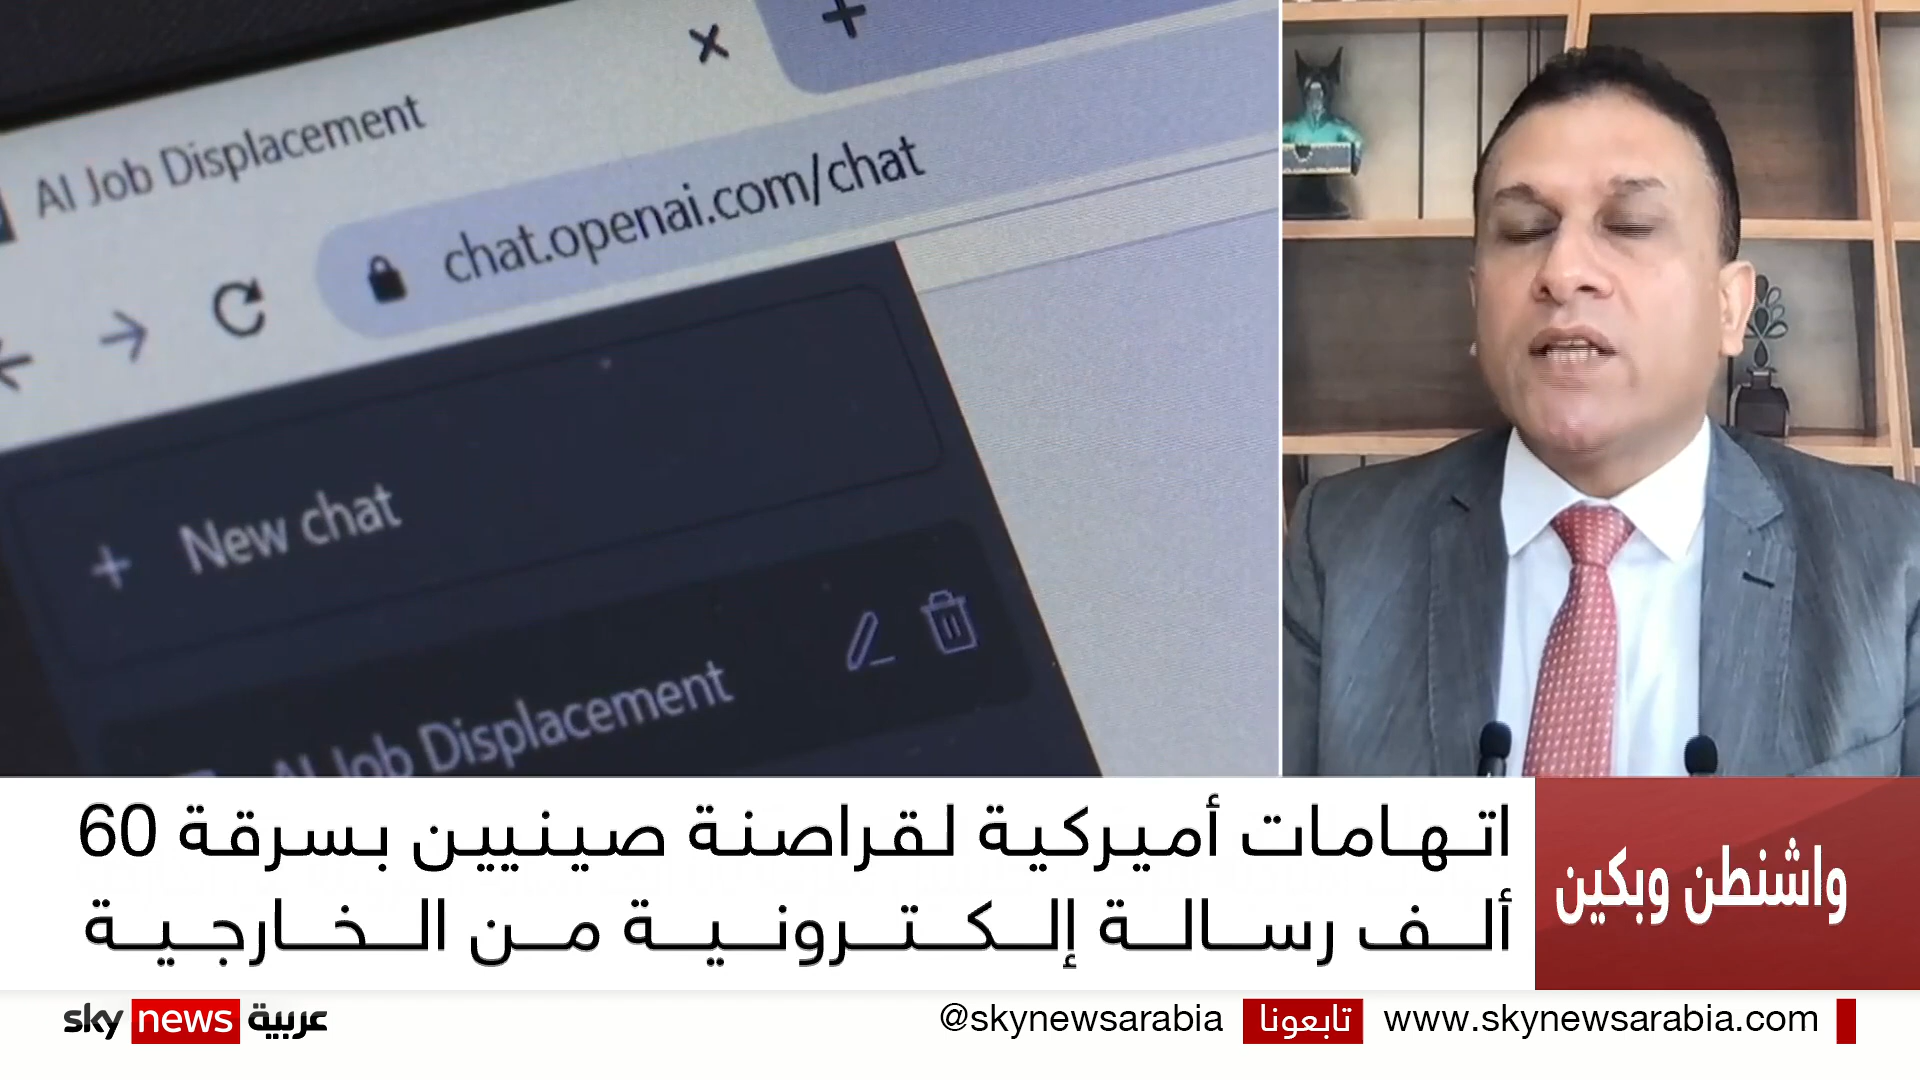 AI Job Displacement
chat.openai.com/chat
New chat
AI Job Displacement
واشنطن وبكين
اتهامات أميركية لقراصنة صينيين بسرقة 60
ألف رسالة إلكترونية من الخارجية
sky news عربية
@skynewsarabia تابعونا www.skynewsarabia.com